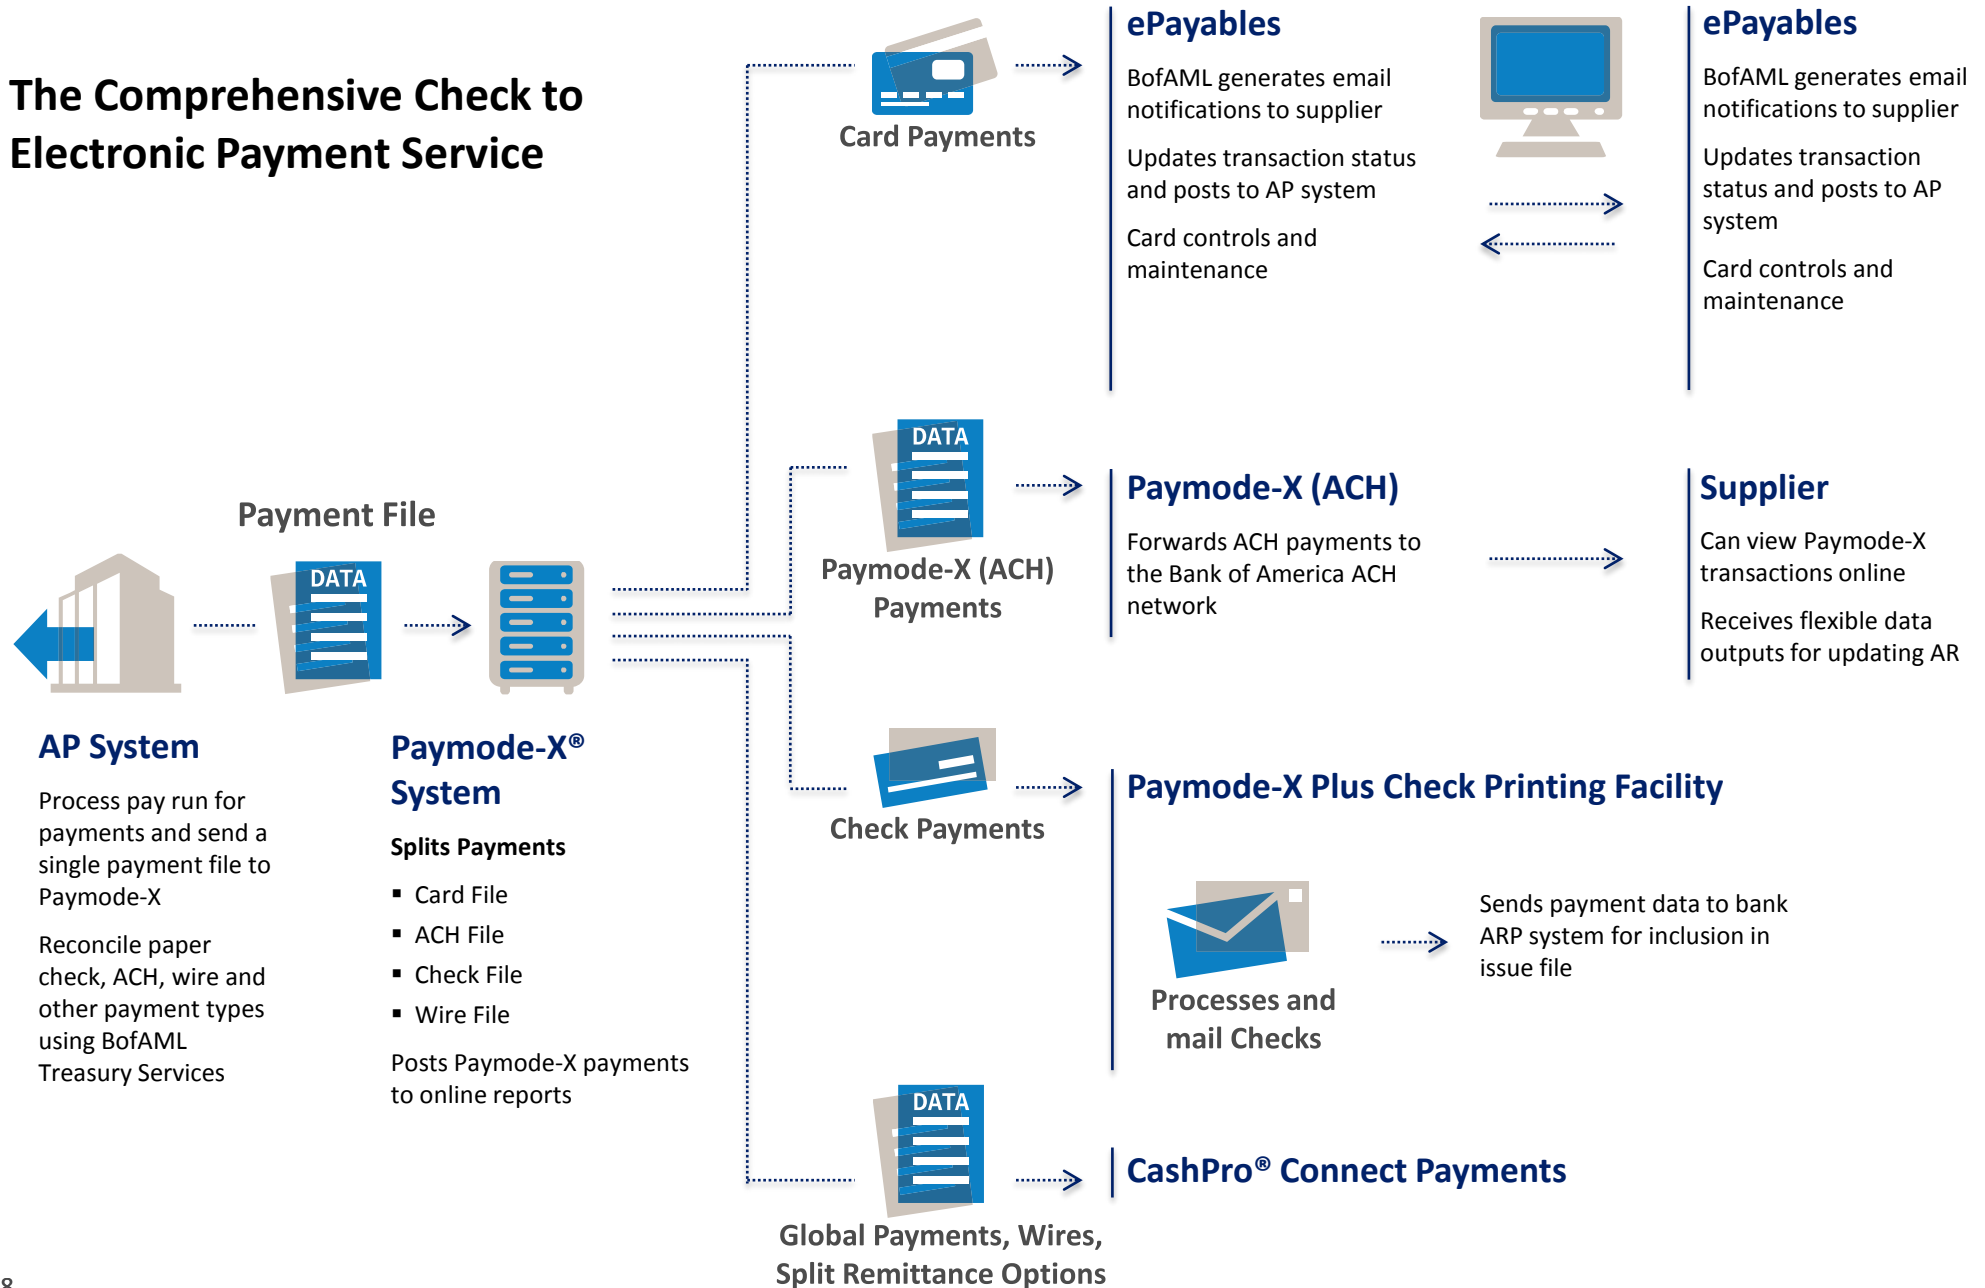 The Comprehensive Check to
Electronic Payment Service
Card Payments
ePayables
BofAML generates email
notifications to supplier
Updates transaction status
and posts to AP system
Card controls and
maintenance
ePayables
BofAML generates email
notifications to supplier
Updates transaction
status and posts to AP
system
Card controls and
maintenance
Payment File
DATA
AP System
Process pay run for
payments and send a
single payment file to
Paymode-X
Reconcile paper
check, ACH, wire and
other payment types
using BofAML
Treasury Services
Paymode-X®
System
Splits Payments
▪ Card File
▪ ACH File
▪ Check File
▪ Wire File
Posts Paymode-X payments
to online reports
DATA
Paymode-X (ACH)
Payments
Paymode-X (ACH)
Forwards ACH payments to
the Bank of America ACH
network
Supplier
Can view Paymode-X
transactions online
Receives flexible data
outputs for updating AR
Check Payments
Paymode-X Plus Check Printing Facility
Processes and
mail Checks
Sends payment data to bank
ARP system for inclusion in
issue file
DATA
Global Payments, Wires,
Split Remittance Options
CashPro® Connect Payments
8